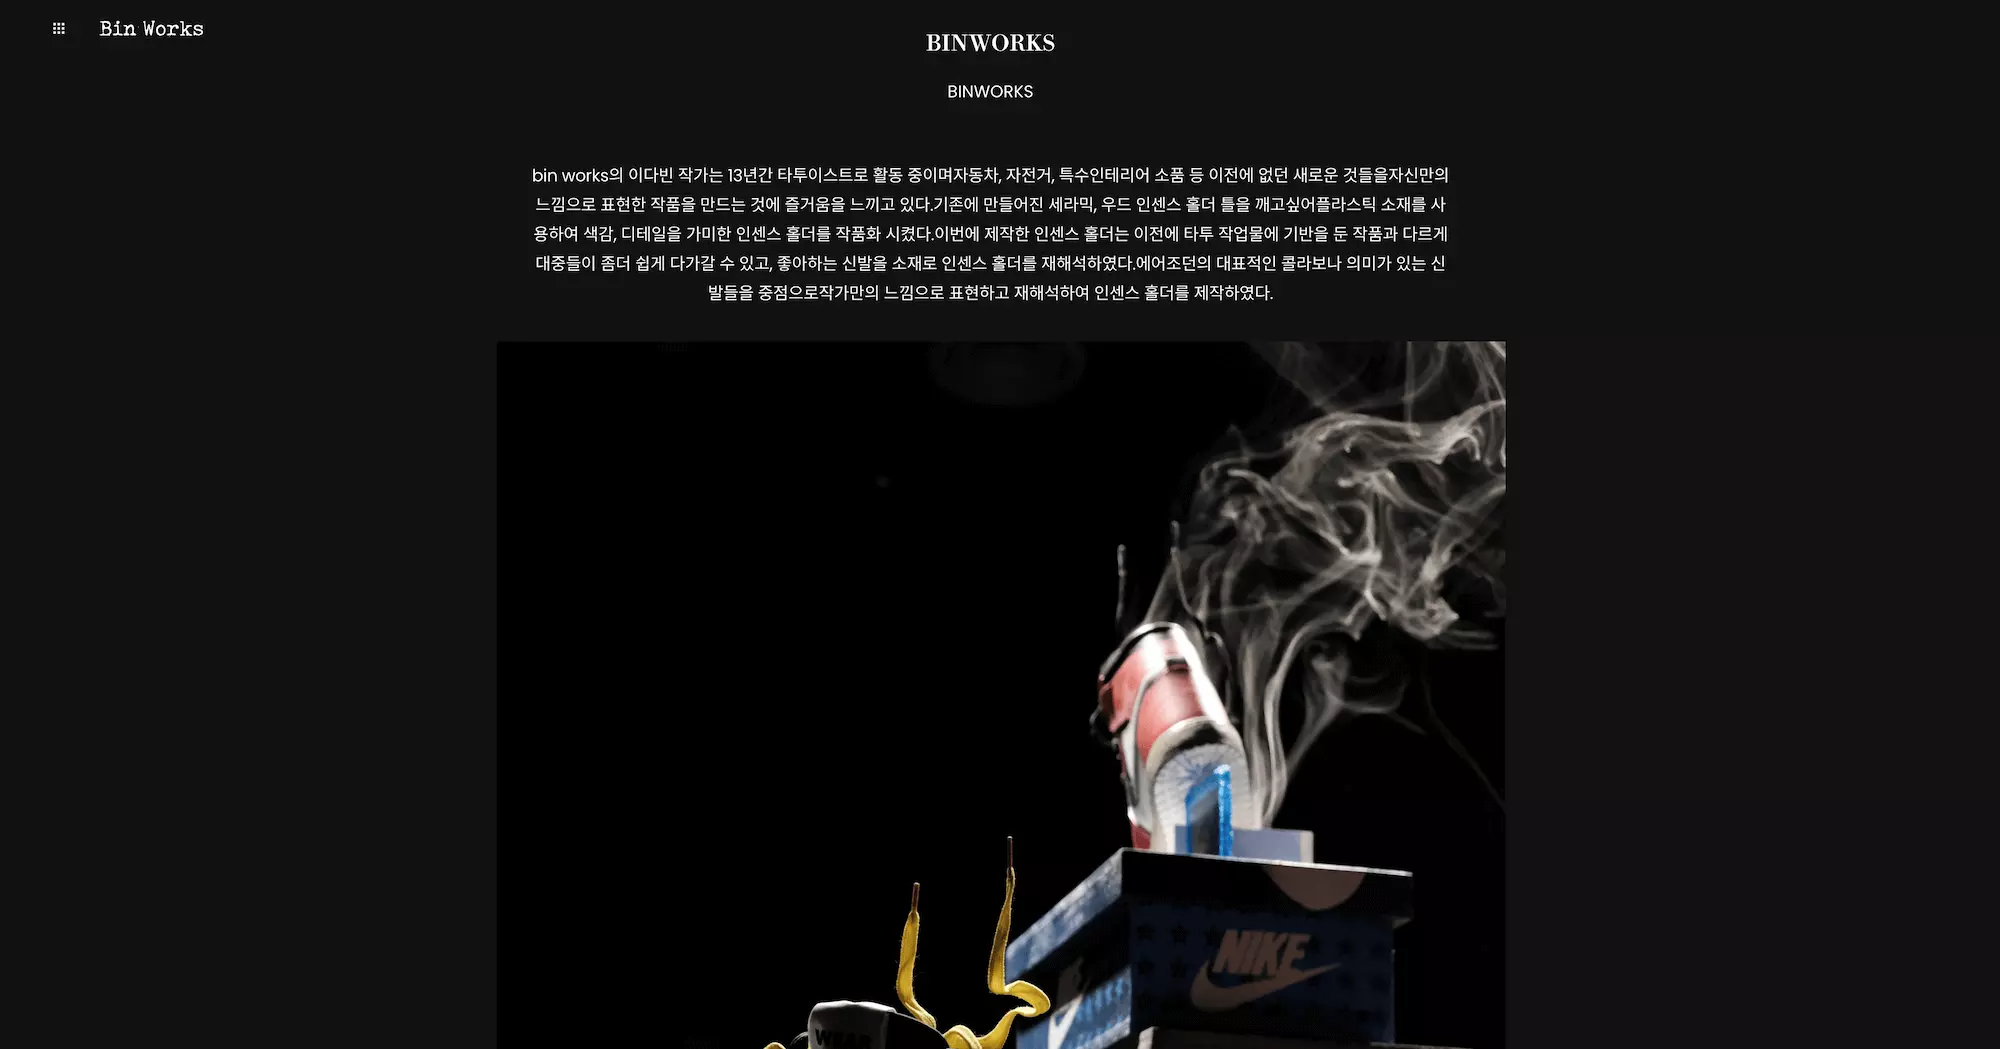 Bin Works
BINWORKS
BINWORKS
bin works의 이다빈 작가는 13년간 타투이스트로 활동 중이며자동차, 자전거, 특수인테리어 소품 등 이전에 없던 새로운 것들을자신만의
느낌으로 표현한 작품을 만드는 것에 즐거움을 느끼고 있다.기존에 만들어진 세라믹, 우드 인센스 홀더 틀을 깨고싶어플라스틱 소재를 사
용하여 색감, 디테일을 가미한 인센스 홀더를 작품화 시켰다.이번에 제작한 인센스 홀더는 이전에 타투 작업물에 기반을 둔 작품과 다르게
대중들이 좀더 쉽게 다가갈 수 있고, 좋아하는 신발을 소재로 인센스 홀더를 재해석하였다.에어조던의 대표적인 콜라보나 의미가 있는 신
발들을 중점으로작가만의 느낌으로 표현하고 재해석하여 인센스 홀더를 제작하였다.
NIKE
WEAR